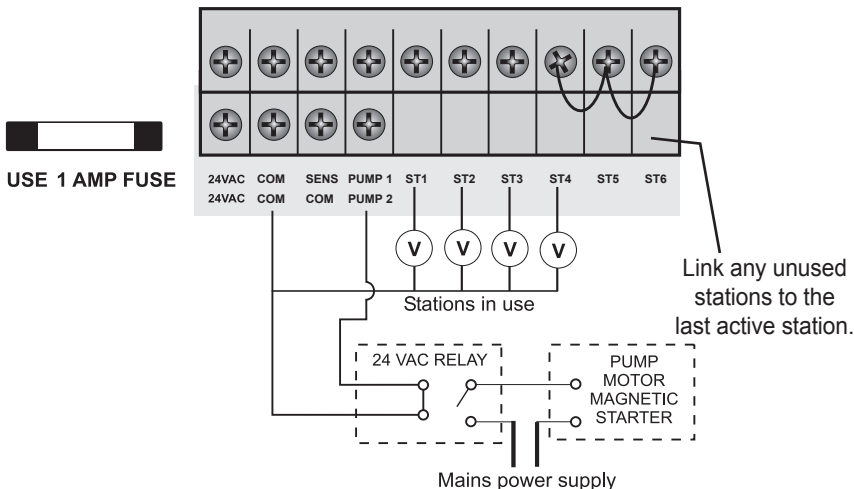 USE 1 AMP FUSE
24VAC COM SENS PUMP 1 ST1 ST2 ST3 ST4 ST5 ST6
24VAC COM COM PUMP 2
V V V V
Stations in use
Link any unused
stations to the
last active station.
24 VAC RELAY
PUMP
MOTOR
MAGNETIC
STARTER
Mains power supply